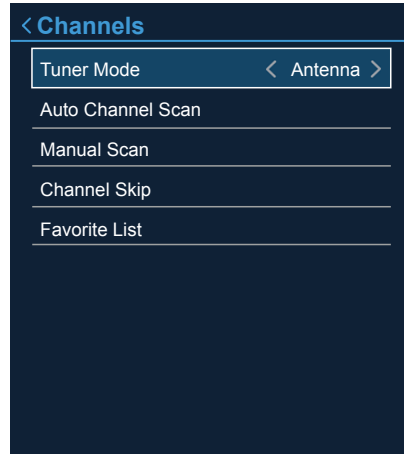 Channels
Tuner Mode < Antenna >
Auto Channel Scan
Manual Scan
Channel Skip
Favorite List